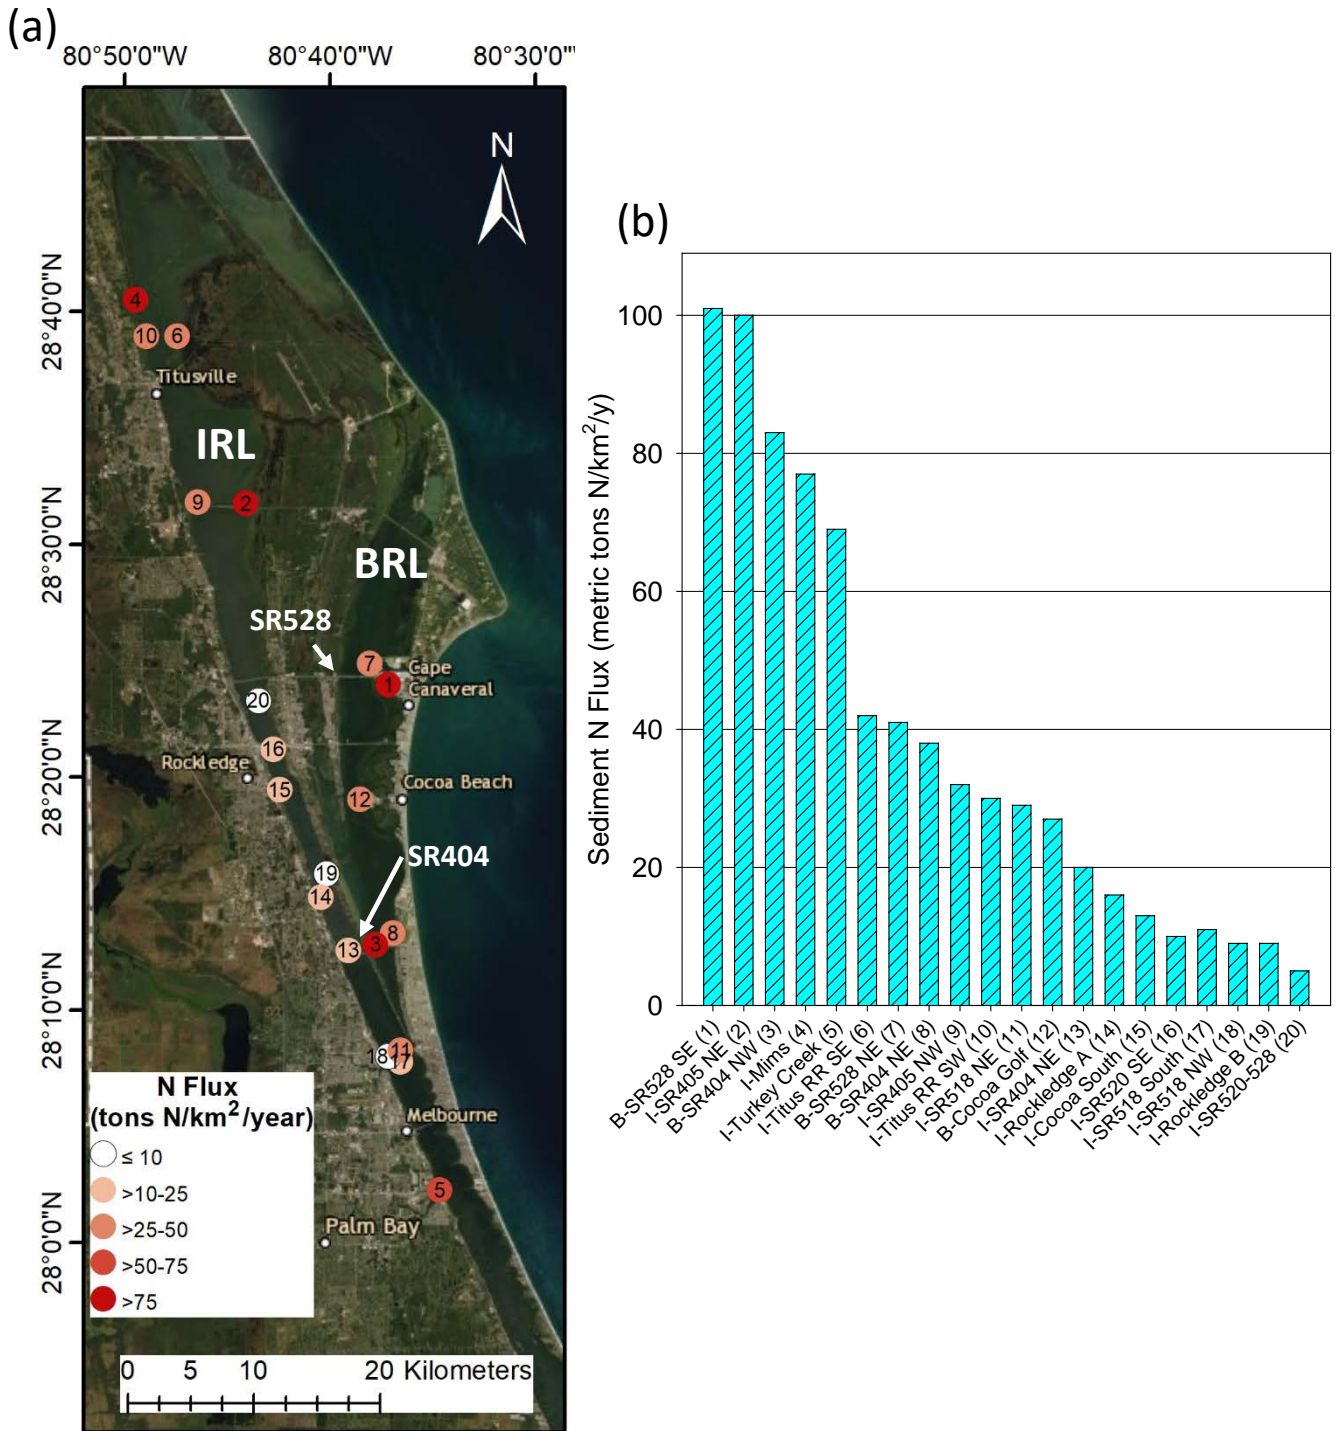 (a)
80°50'0"W 80°40'0"W 80°30'0"
N
28°40'0"N
28°30'0"N
28°20'0"N
28°10'0"N
28°0'0"N
4
10 6
Titusville
IRL
9 2
BRL
SR528
7
Cape
Canaveral
1
20
16
Rockledge
15
Cocoa Beach
12
SR404
19
14
8
3
13
11
18
17
Melbourne
5
Palm Bay
N Flux
(tons N/km²/year)
≤ 10
>10-25
>25-50
>50-75
>75
0 5 10 20 Kilometers
(b)
Sediment N Flux (metric tons N/km²/y)
100
80
60
40
20
0
B-SR528 SE (1)
I-SR405 NE (2)
B-SR404 NW (3)
I-Mims (4)
I-Turkey Creek (5)
I-Titus RR SE (6)
B-SR528 NE (7)
B-SR404 NE (8)
I-SR405 NW (9)
I-Titus RR SW (10)
I-SR518 NE (11)
B-Cocoa Golf (12)
I-SR404 NE (13)
I-Rockledge A (14)
I-Cocoa South (15)
I-SR520 SE (16)
I-SR518 South (17)
I-SR518 NW (18)
I-Rockledge B (19)
I-SR520-528 (20)